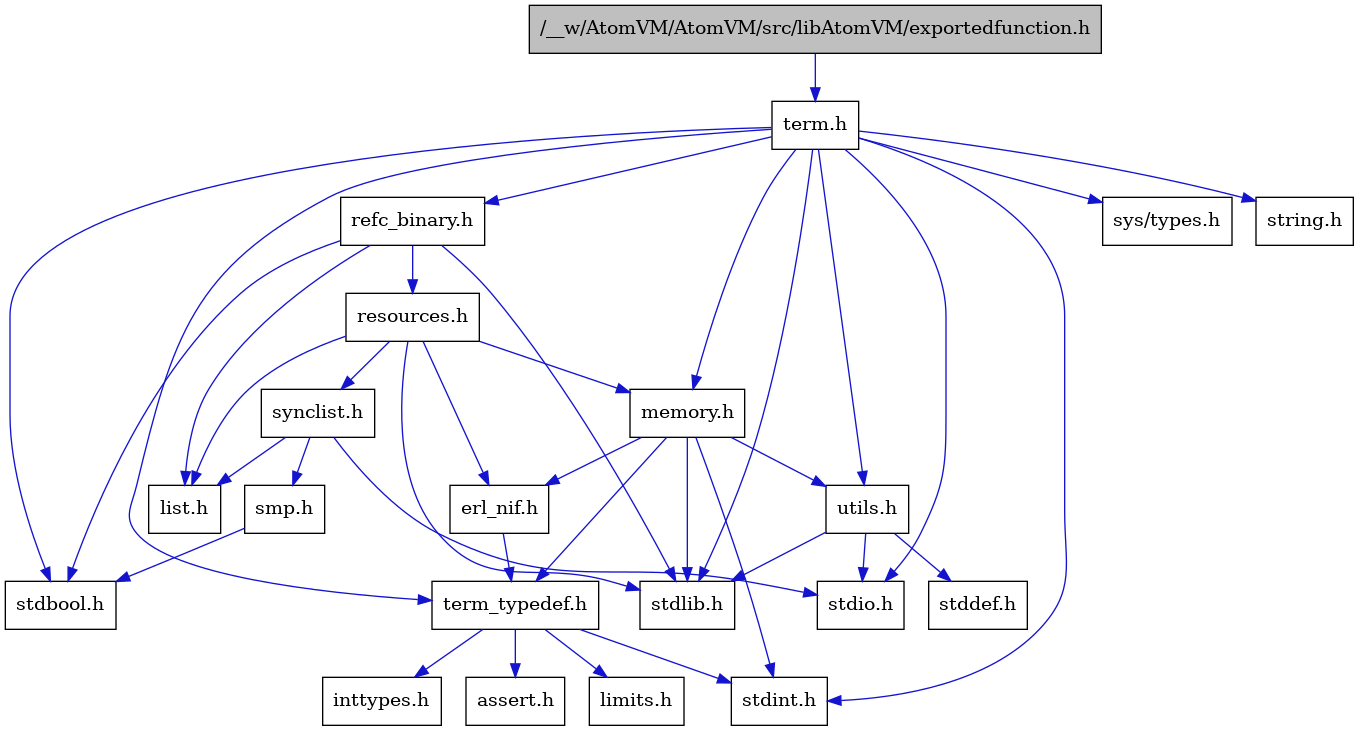 /__w/AtomVM/AtomVM/src/libAtomVM/exportedfunction.h
term.h
refc_binary.h
sys/types.h
string.h
resources.h
synclist.h
memory.h
list.h
smp.h
erl_nif.h
utils.h
stdbool.h
term_typedef.h
stdlib.h
stdio.h
stddef.h
inttypes.h
assert.h
limits.h
stdint.h